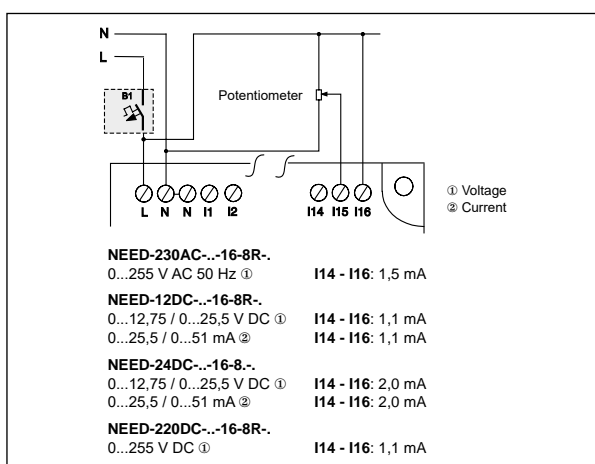 N
L
B1
Potentiometer
L N N I1 I2 I14 I15 I16
① Voltage
② Current
NEED-230AC-..-16-8R-.
0...255 V AC 50 Hz ① I14 - I16: 1,5 mA
NEED-12DC-..-16-8R-.
0...12,75 / 0...25,5 V DC ① I14 - I16: 1,1 mA
0...25,5 / 0...51 mA ② I14 - I16: 1,1 mA
NEED-24DC-..-16-8.-.
0...12,75 / 0...25,5 V DC ① I14 - I16: 2,0 mA
0...25,5 / 0...51 mA ② I14 - I16: 2,0 mA
NEED-220DC-..-16-8R-.
0...255 V DC ① I14 - I16: 1,1 mA